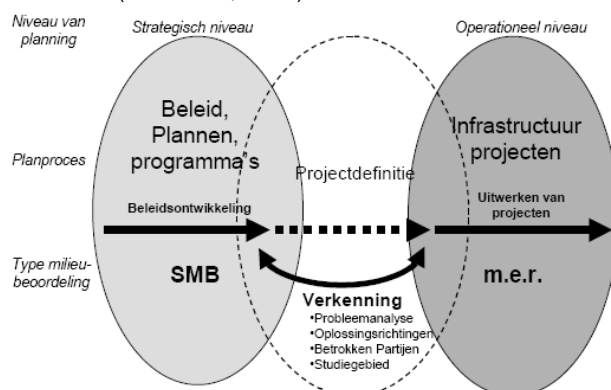 Niveau van
planning
Strategisch niveau
Operationeel niveau
Beleid,
Plannen,
programma's
Infrastructuur
projecten
Planproces
Projectdefinitie
Beleidsontwikkeling
Uitwerken van
projecten
Type milieu-
beoordeling
SMB
m.e.r.
Verkenning
•Probleemanalyse
•Oplossingsrichtingen
•Betrokken Partijen
•Studiegebied